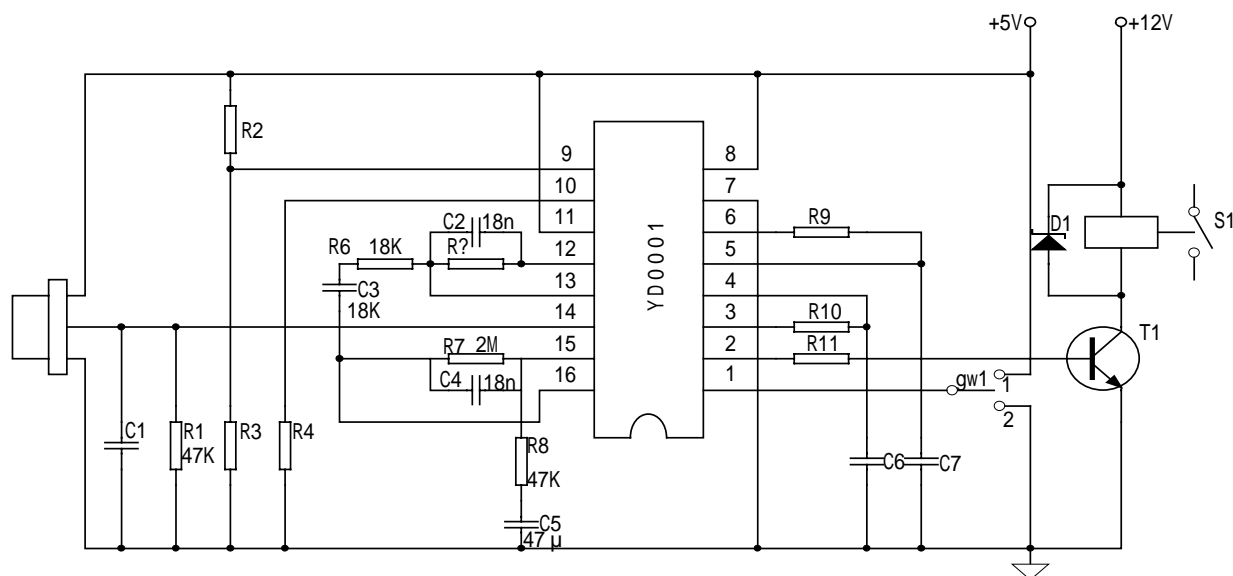 +5V
+12V
R2
9
8
10
7
11
6
R9
C2
18n
R6
18K
R?
12
5
D1
S1
13
4
C3
18K
YD0001
14
3
R10
T1
R7
2M
15
2
R11
C4
18n
16
1
gw1
1
2
C1
R1
47K
R3
R4
R8
47K
C6
C7
C5
47μ